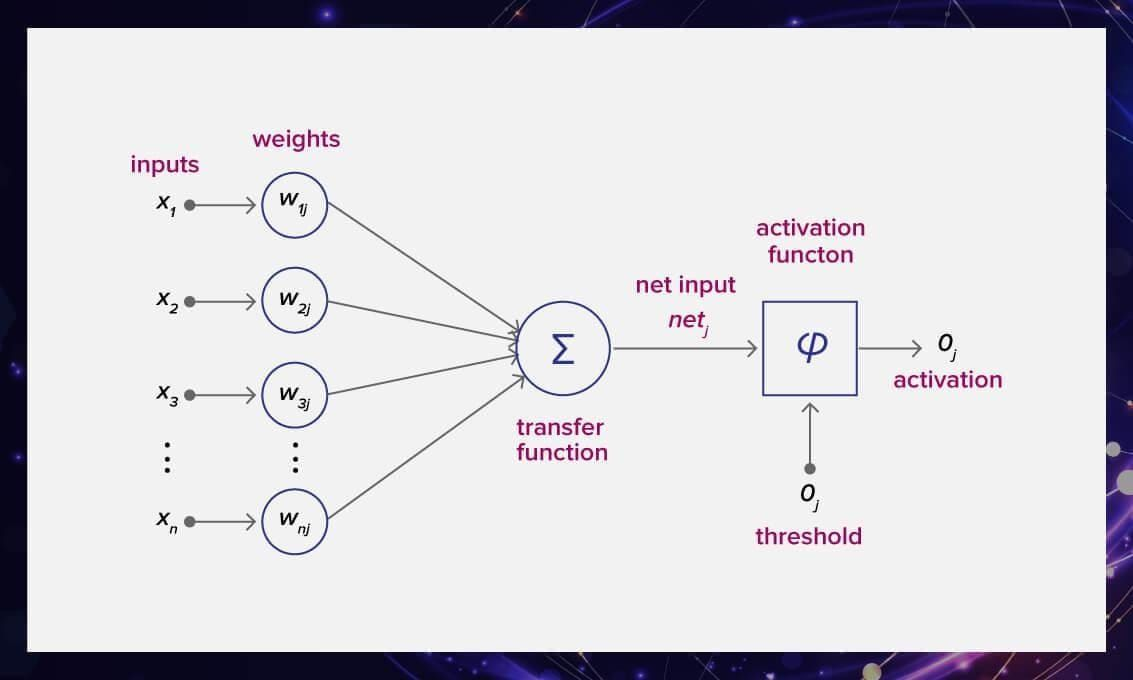 weights
inputs
x1
w1j
x2
w2j
x3
w3j
xn
wnj
Σ
transfer
function
net input
netj
activation
functon
φ
oj
activation
oj
threshold